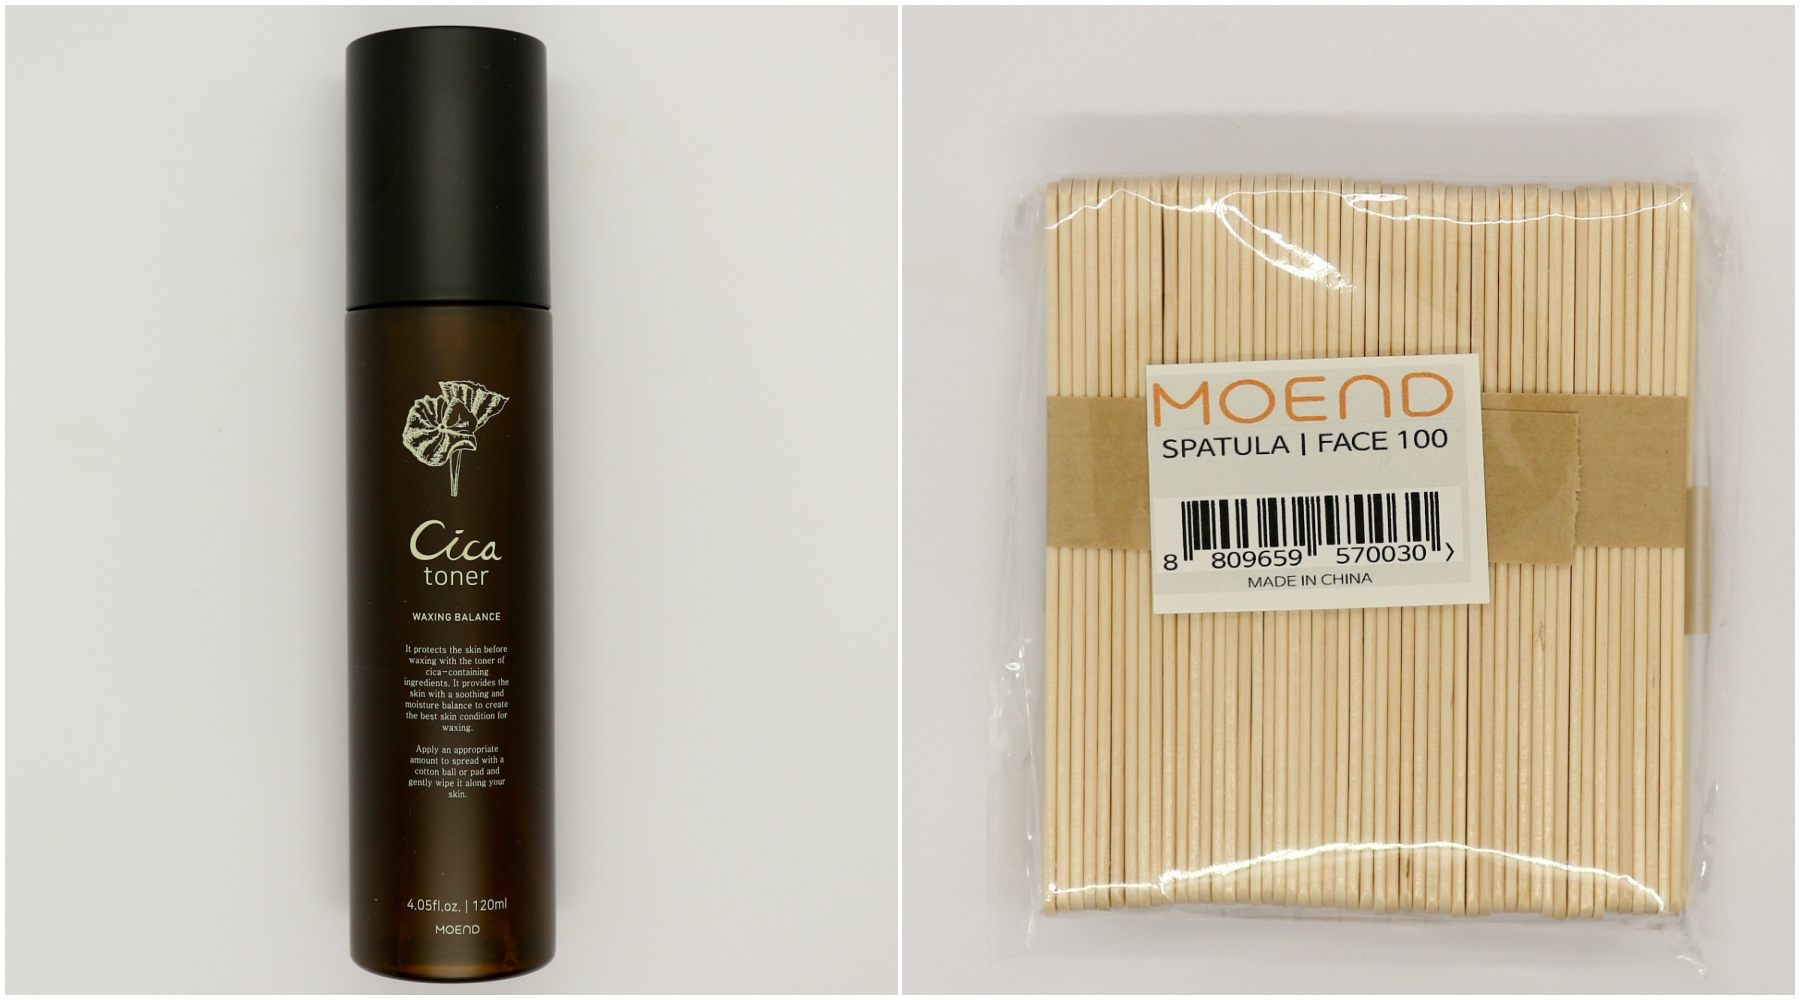 Cica
toner
WAXING BALANCE
It protects the skin before
waxing with the toner of
cica-containing
ingredients. It provides the
skin with a soothing and
moisture balance to create
the best skin condition for
waxing.
Apply an appropriate
amount to spread with a
cotton ball or pad and
gently wipe it along your
skin.
4.05fl.oz. | 120ml
MOEND
MOEND
SPATULA | FACE 100
8 809659 570030 >
MADE IN CHINA